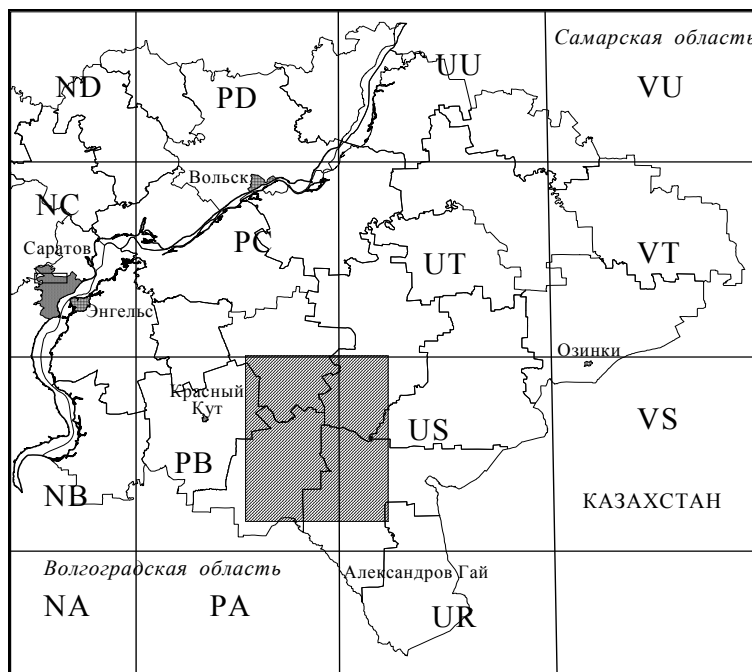 Самарская область
ND
PD
UU
VU
Вольск
NC
Саратов
PC
UT
VT
Энгельс
Озинки
Красный
Кут
US
VS
PB
NB
КАЗАХСТАН
Волгоградская область
Александров Гай
NA
PA
UR